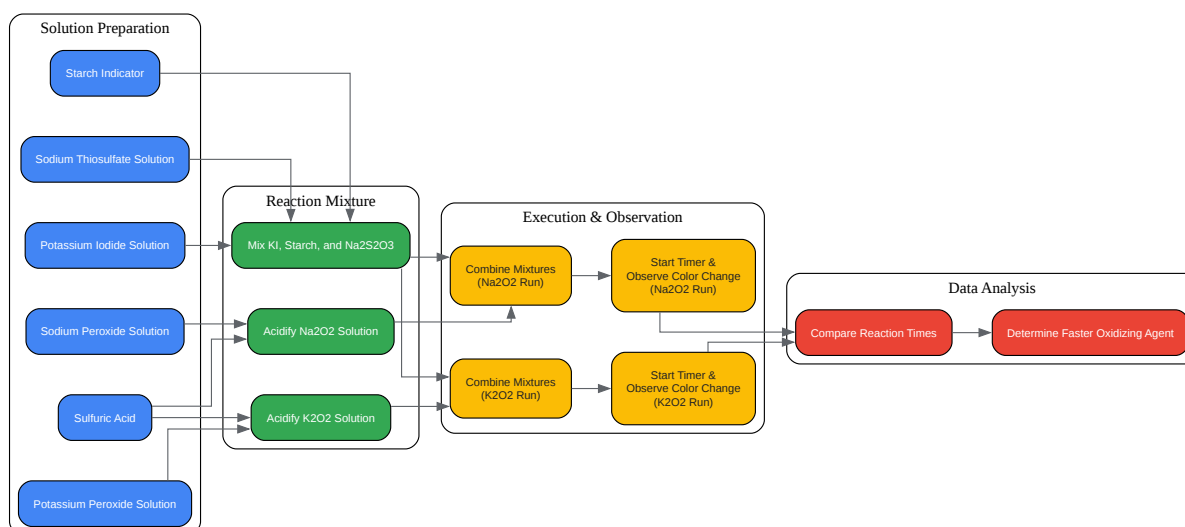 Solution Preparation
Starch Indicator
Sodium Thiosulfate Solution
Potassium Iodide Solution
Sodium Peroxide Solution
Sulfuric Acid
Potassium Peroxide Solution
Reaction Mixture
Mix KI, Starch, and Na2S2O3
Acidify Na2O2 Solution
Acidify K2O2 Solution
Execution & Observation
Combine Mixtures
(Na2O2 Run)
Start Timer &
Observe Color Change
(Na2O2 Run)
Combine Mixtures
(K2O2 Run)
Start Timer &
Observe Color Change
(K2O2 Run)
Data Analysis
Compare Reaction Times
Determine Faster Oxidizing Agent